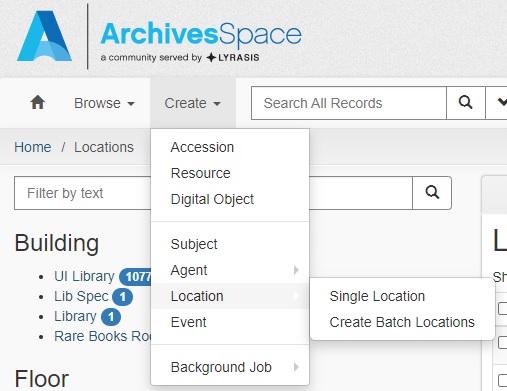 ArchivesSpace
a community served by LYRASIS
Browse
Create
Search All Records
Home / Locations
Filter by text
Accession
Resource
Digital Object
Subject
Agent
Location
Event
Background Job
Single Location
Create Batch Locations
Building
UI Library 1077
Lib Spec 1
Library 1
Rare Books Ro
Floor
L
Sh